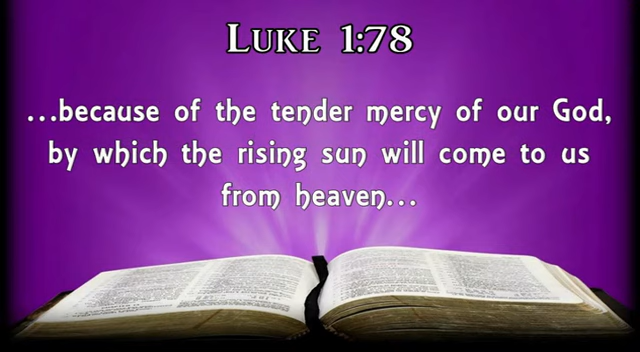 Luke 1:78
...because of the tender mercy of our God,
by which the rising sun will come to us
from heaven...